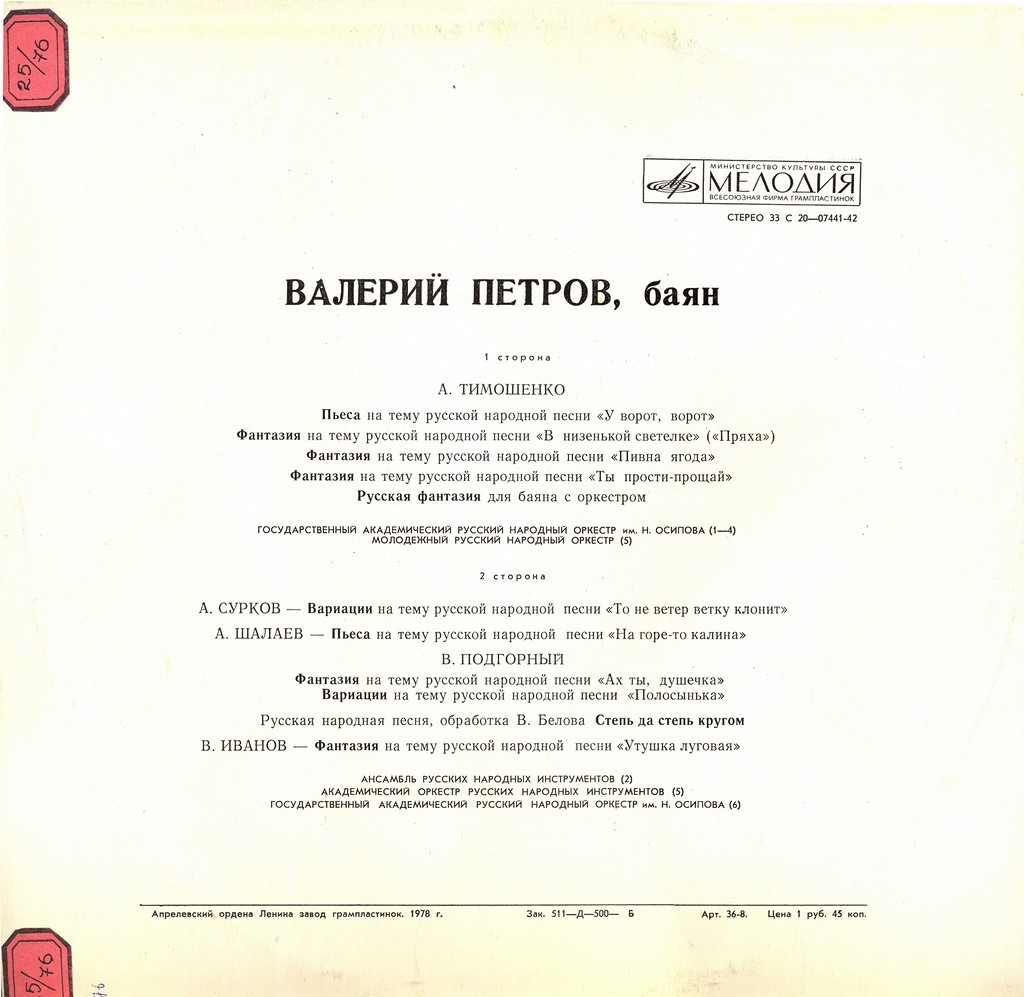 25/76
МИНИСТЕРСТВО КУЛЬТУРЫ СССР
МЕЛОДИЯ
ВСЕСОЮЗНАЯ ФИРМА ГРАМПЛАСТИНОК
СТЕРЕО 33 С 20—07441-42
ВАЛЕРИЙ ПЕТРОВ, баян
1 сторона
А. ТИМОШЕНКО
Пьеса на тему русской народной песни «У ворот, ворот»
Фантазия на тему русской народной песни «В низенькой светелке» («Пряха»)
Фантазия на тему русской народной песни «Пивна ягода»
Фантазия на тему русской народной песни «Ты прости-прощай»
Русская фантазия для баяна с оркестром
ГОСУДАРСТВЕННЫЙ АКАДЕМИЧЕСКИЙ РУССКИЙ НАРОДНЫЙ ОРКЕСТР им. Н. ОСИПОВА (1—4)
МОЛОДЕЖНЫЙ РУССКИЙ НАРОДНЫЙ ОРКЕСТР (5)
2 сторона
А. СУРКОВ — Вариации на тему русской народной песни «То не ветер ветку клонит»
А. ШАЛАЕВ — Пьеса на тему русской народной песни «На горе-то калина»
В. ПОДГОРНЫЙ
Фантазия на тему русской народной песни «Ах ты, душечка»
Вариации на тему русской народной песни «Полосынька»
Русская народная песня, обработка В. Белова Степь да степь кругом
В. ИВАНОВ — Фантазия на тему русской народной песни «Утушка луговая»
АНСАМБЛЬ РУССКИХ НАРОДНЫХ ИНСТРУМЕНТОВ (2)
АКАДЕМИЧЕСКИЙ ОРКЕСТР РУССКИХ НАРОДНЫХ ИНСТРУМЕНТОВ (5)
ГОСУДАРСТВЕННЫЙ АКАДЕМИЧЕСКИЙ РУССКИЙ НАРОДНЫЙ ОРКЕСТР им. Н. ОСИПОВА (6)
Апрелевский ордена Ленина завод грампластинок. 1978 г. Зак. 511—Д—500— Б Арт. 36-8. Цена 1 руб. 45 коп.
5/76
76